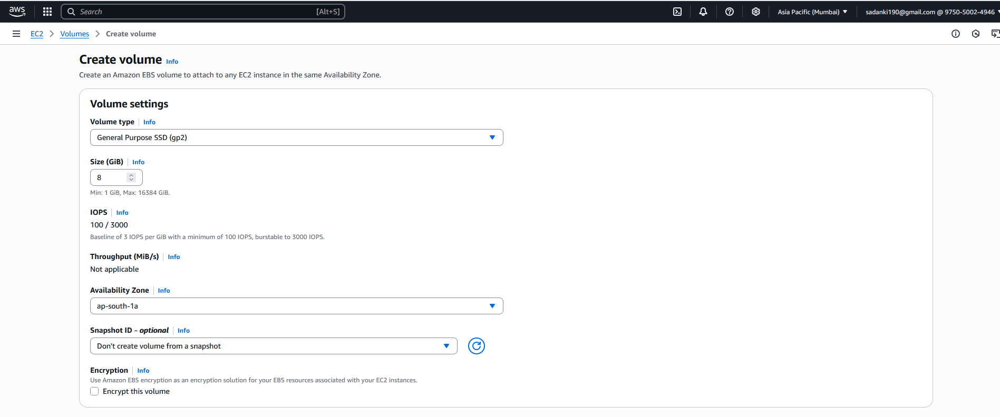 aws Search [Alt+S] Asia Pacific (Mumbai) sadanki190@gmail.com @ 9750-5002-4946
EC2 Volumes Create volume
Create volume Info
Create an Amazon EBS volume to attach to any EC2 instance in the same Availability Zone.
Volume settings
Volume type Info
General Purpose SSD (gp2)
Size (GiB) Info
8
Min: 1 GiB, Max: 16384 GiB.
IOPS Info
100 / 3000
Baseline of 3 IOPS per GiB with a minimum of 100 IOPS, burstable to 3000 IOPS.
Throughput (MiB/s) Info
Not applicable
Availability Zone Info
ap-south-1a
Snapshot ID - optional Info
Don't create volume from a snapshot
Encryption Info
Use Amazon EBS encryption as an encryption solution for your EBS resources associated with your EC2 instances.
Encrypt this volume